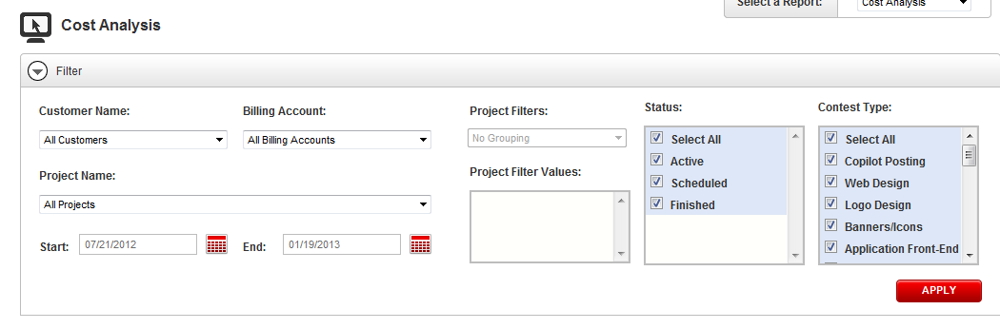 Select a Report: Cost Analysis
Cost Analysis
Filter
Customer Name: Billing Account: Project Filters: Status: Contest Type:
All Customers All Billing Accounts No Grouping
Project Name: Project Filter Values:
All Projects
Start: 07/21/2012 End: 01/19/2013
Select All
Active
Scheduled
Finished
Select All
Copilot Posting
Web Design
Logo Design
Banners/Icons
Application Front-End
APPLY